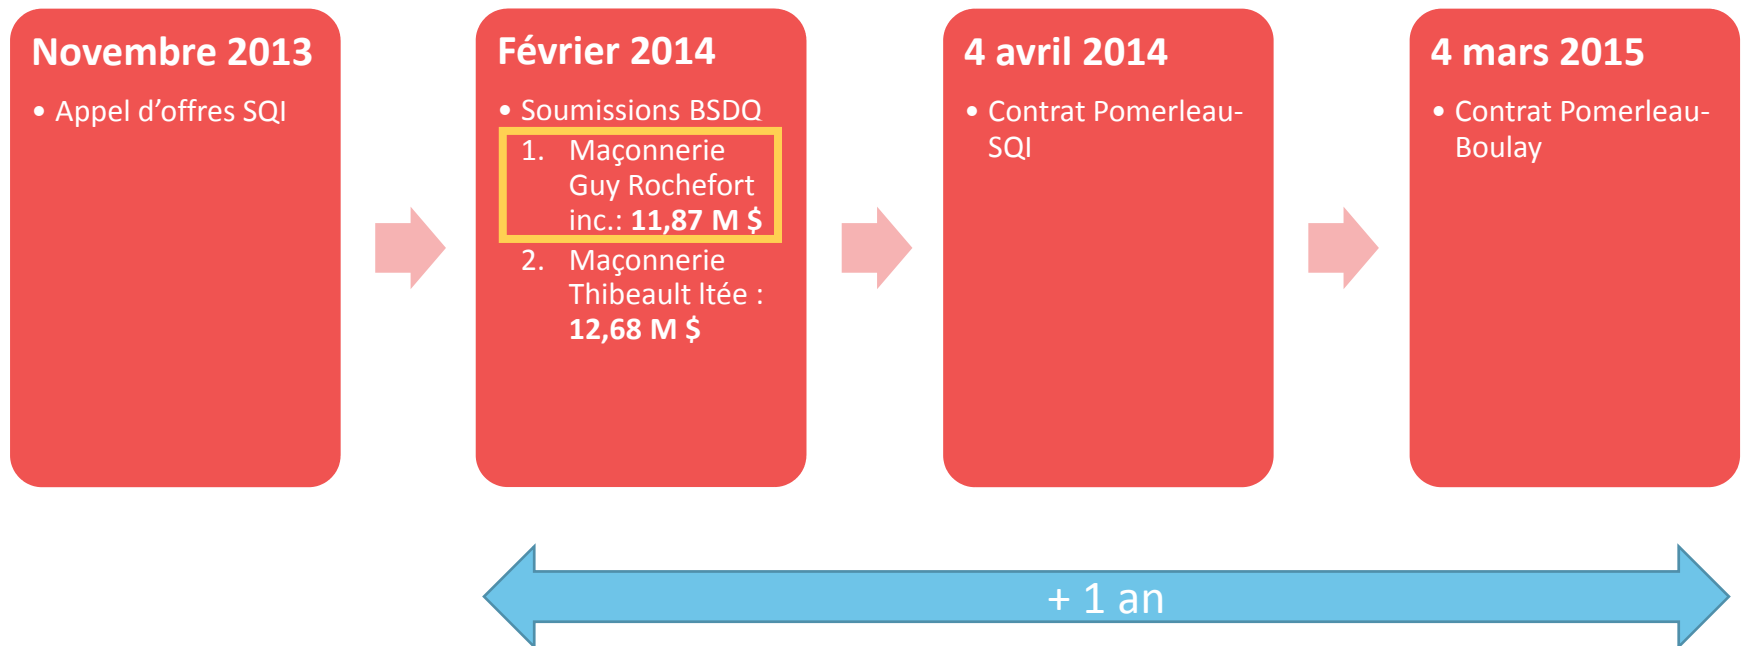 Novembre 2013
• Appel d'offres SQI
Février 2014
• Soumissions BSDQ
1. Maçonnerie
Guy Rochefort
inc.: 11,87 M $
2. Maçonnerie
Thibeault ltée :
12,68 M $
4 avril 2014
• Contrat Pomerleau-
SQI
4 mars 2015
• Contrat Pomerleau-
Boulay
+ 1 an